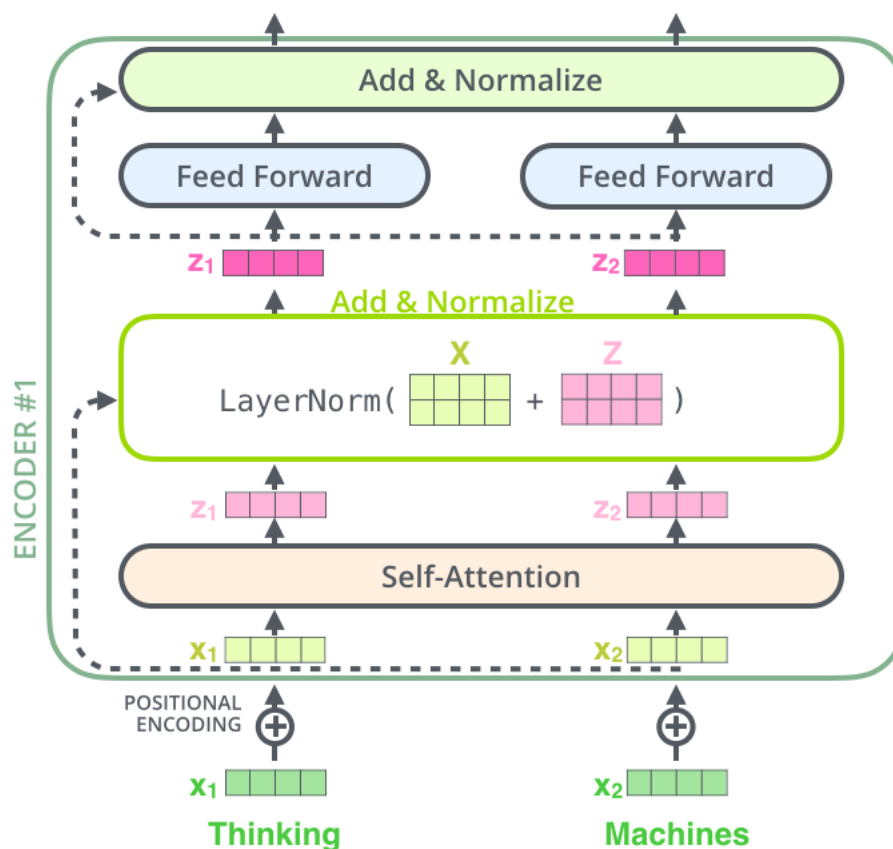 Add & Normalize
Feed Forward Feed Forward
z1 z2
Add & Normalize
X Z
LayerNorm( + )
ENCODER #1
z1 z2
Self-Attention
x1 x2
POSITIONAL
ENCODING
x1 x2
Thinking Machines